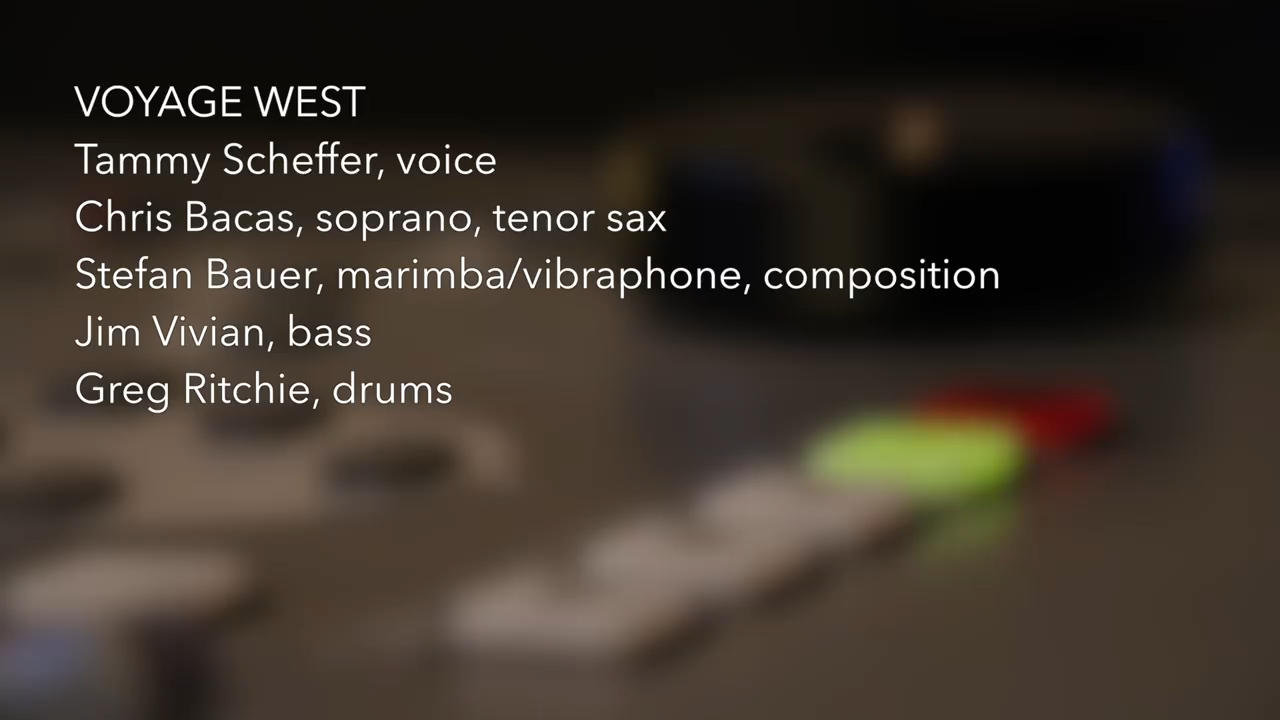 VOYAGE WEST
Tammy Scheffer, voice
Chris Bacas, soprano, tenor sax
Stefan Bauer, marimba/vibraphone, composition
Jim Vivian, bass
Greg Ritchie, drums